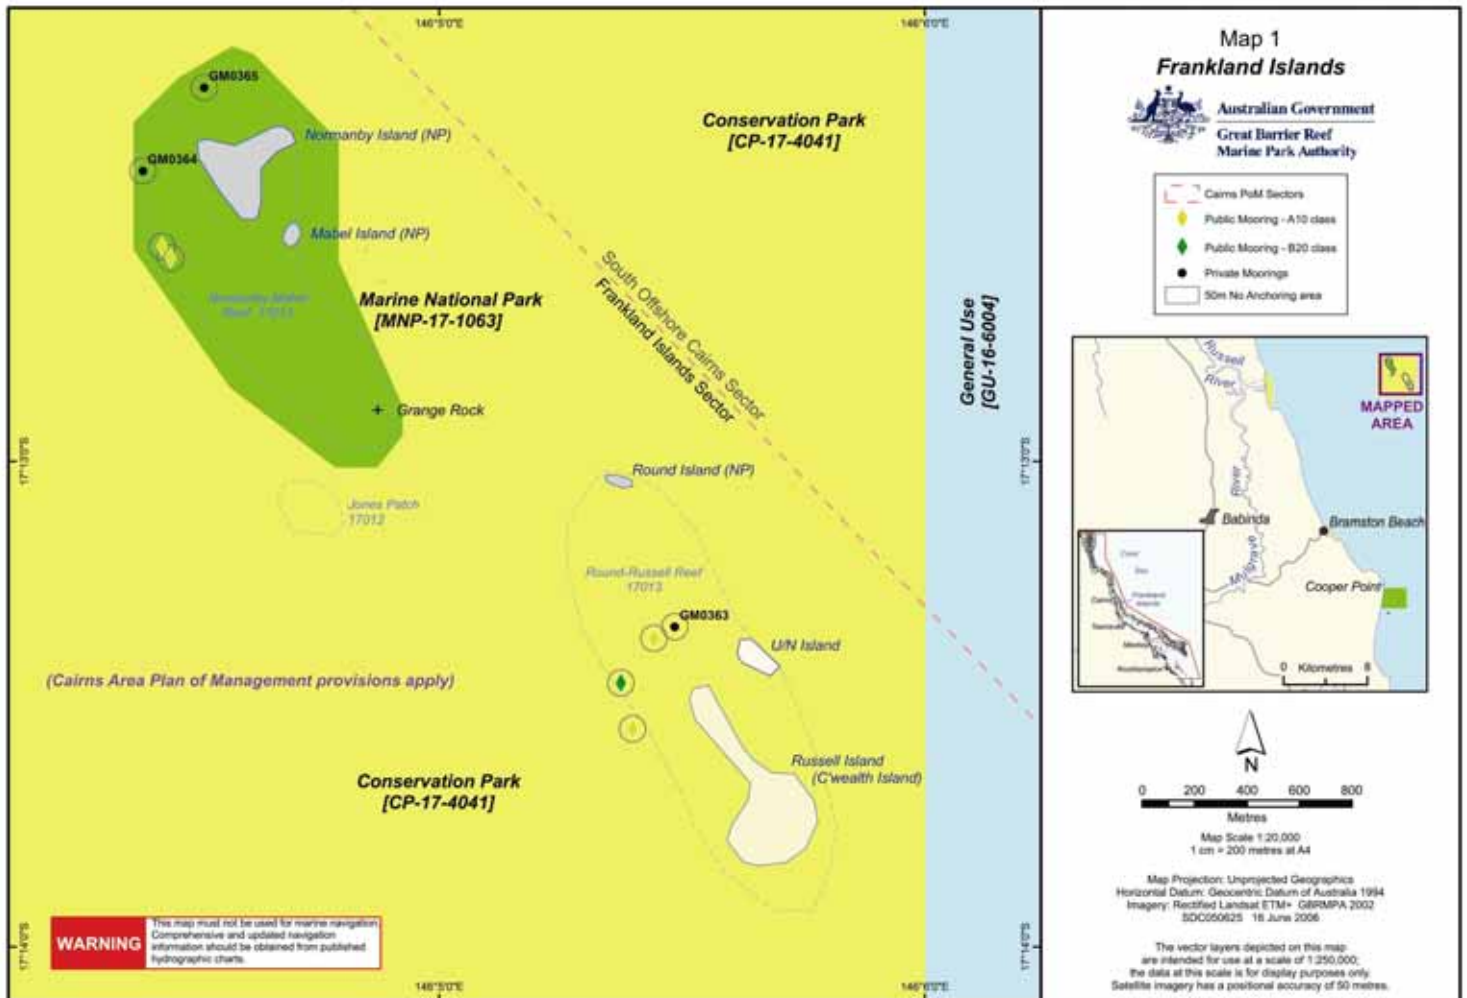 146°5'0"E
146°6'0"E
GM0365
Normanby Island (NP)
GM0364
Mabel Island (NP)
Conservation Park
[CP-17-4041]
Marine National Park
[MNP-17-1063]
South Offshore Cairns Sector
Frankland Islands Sector
General Use
[GU-16-6004]
Grange Rock
17°13'0"S
17°13'0"S
Jones Patch
17012
Round Island (NP)
Round-Russell Reef
17013
GM0363
U/N Island
(Cairns Area Plan of Management provisions apply)
Russell Island
(C'wealth Island)
Conservation Park
[CP-17-4041]
WARNING
This map must not be used for marine navigation.
Comprehensive and updated navigation
information should be obtained from published
hydrographic charts.
17°14'0"S
17°14'0"S
146°5'0"E
146°6'0"E
Map 1
Frankland Islands
Australian Government
Great Barrier Reef
Marine Park Authority
Cairns PoM Sectors
Public Mooring - A10 class
Public Mooring - B20 class
Private Moorings
50m No Anchoring area
Russell
River
MAPPED
AREA
River
Babinda
Bramston Beach
Cooper Point
Coral
Sea
Cairns
Frankland
Islands
Townsville
Mackay
Rockhampton
0 Kilometres 8
N
0 200 400 600 800
Metres
Map Scale 1:20,000
1 cm = 200 metres at A4
Map Projection: Unprojected Geographics
Horizontal Datum: Geocentric Datum of Australia 1994
Imagery: Rectified Landsat ETM+ GBRMPA 2002
SDC050625 16 June 2006
The vector layers depicted on this map
are intended for use at a scale of 1:250,000;
the data at this scale is for display purposes only.
Satellite imagery has a positional accuracy of 50 metres.